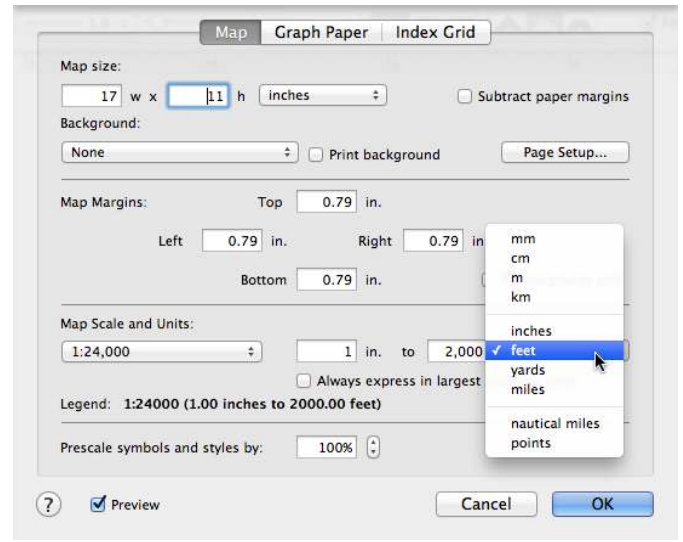 Map Graph Paper Index Grid
Map size:
17 w x 11 h inches Subtract paper margins
Background:
None Print background Page Setup...
Map Margins: Top 0.79 in.
Left 0.79 in. Right 0.79 in
Bottom 0.79 in.
Map Scale and Units:
1:24,000 1 in. to 2,000
Always express in largest
Legend: 1:24000 (1.00 inches to 2000.00 feet)
Prescale symbols and styles by: 100%
mm
cm
m
km
inches
✓ feet
yards
miles
nautical miles
points
? Preview Cancel OK